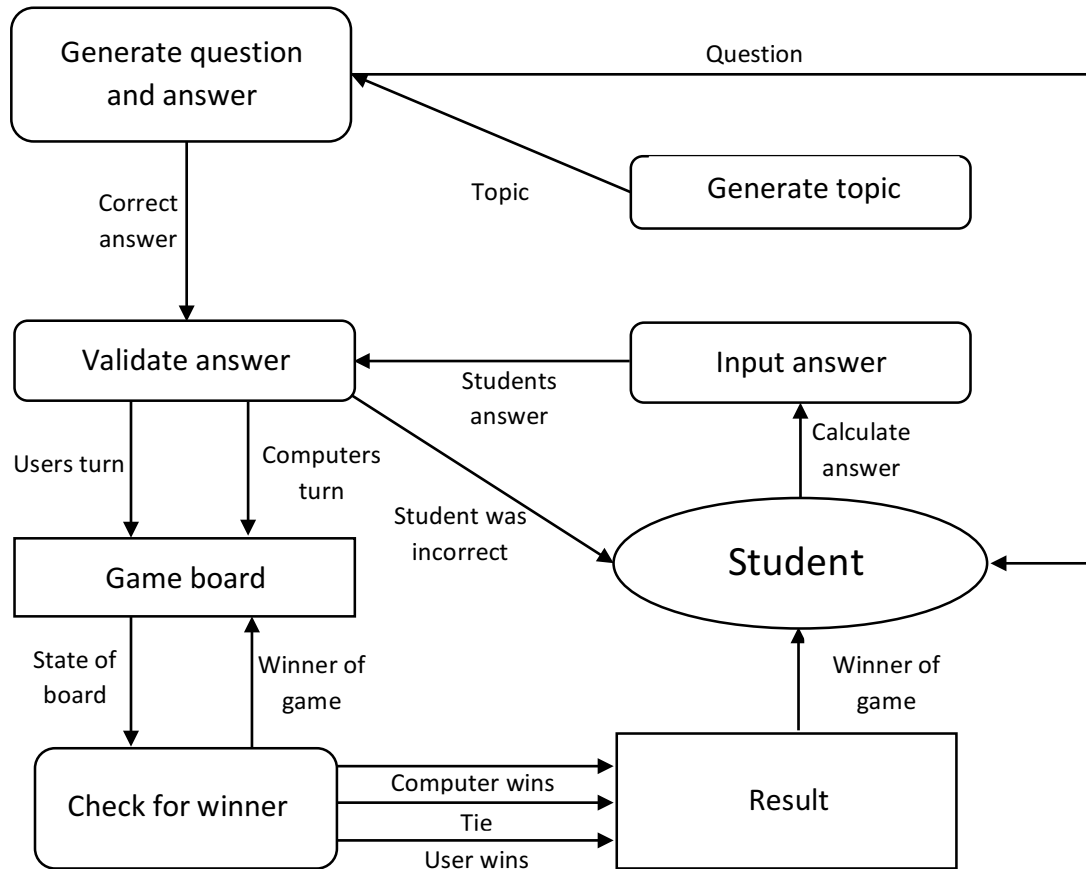 Generate question
and answer
Question
Topic
Generate topic
Correct
answer
Validate answer
Students
answer
Input answer
Users turn
Computers
turn
Student was
incorrect
Calculate
answer
Game board
Student
State of
board
Winner of
game
Winner of
game
Check for winner
Computer wins
Tie
User wins
Result